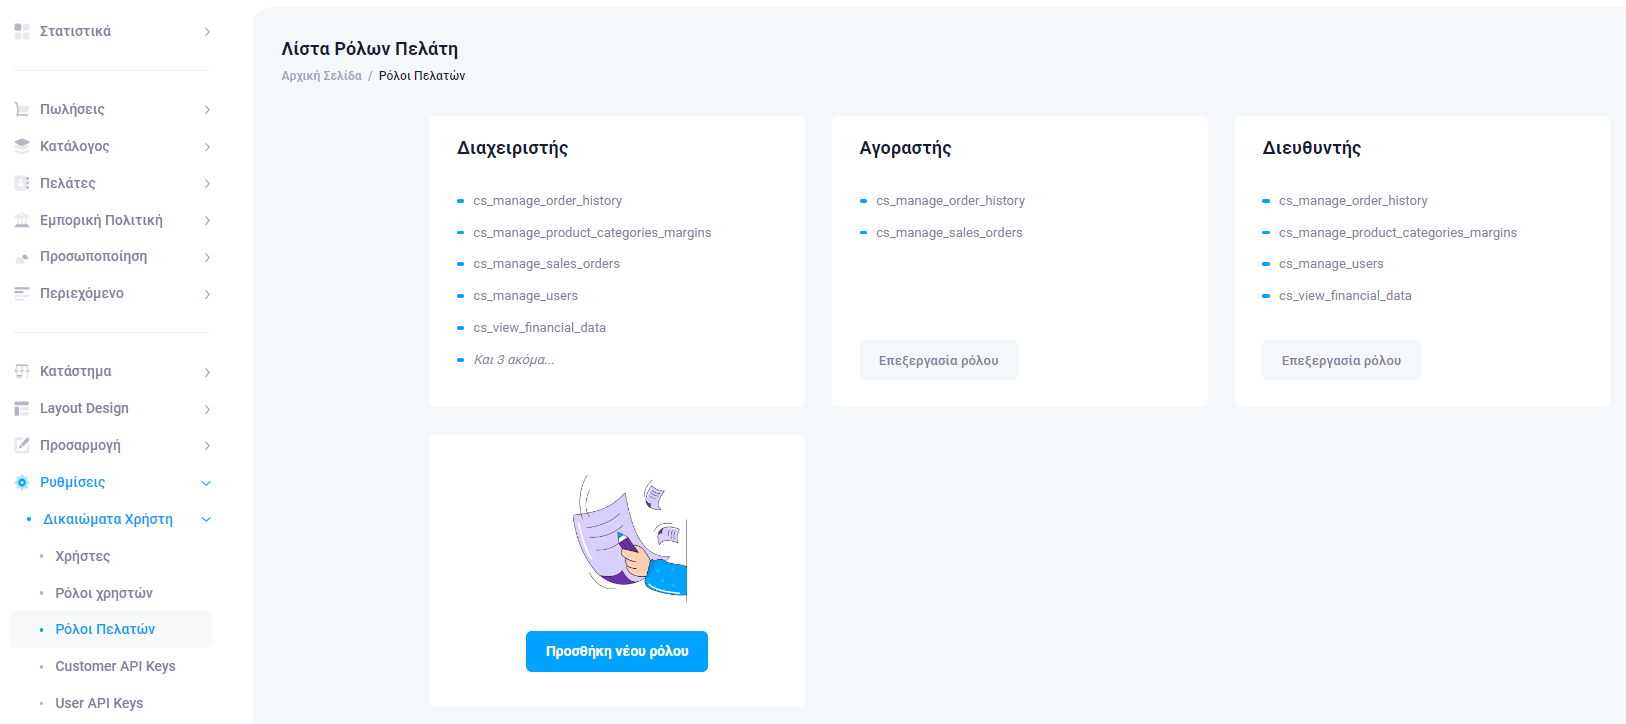 Στατιστικά
Πωλήσεις
Κατάλογος
Πελάτες
Εμπορική Πολιτική
Προσωποποίηση
Περιεχόμενο
Κατάστημα
Layout Design
Προσαρμογή
Ρυθμίσεις
Δικαιώματα Χρήστη
Χρήστες
Ρόλοι χρηστών
Ρόλοι Πελατών
Customer API Keys
User API Keys
Λίστα Ρόλων Πελάτη
Αρχική Σελίδα / Ρόλοι Πελατών
Διαχειριστής
cs_manage_order_history
cs_manage_product_categories_margins
cs_manage_sales_orders
cs_manage_users
cs_view_financial_data
Και 3 ακόμα...
Αγοραστής
cs_manage_order_history
cs_manage_sales_orders
Επεξεργασία ρόλου
Διευθυντής
cs_manage_order_history
cs_manage_product_categories_margins
cs_manage_users
cs_view_financial_data
Επεξεργασία ρόλου
Προσθήκη νέου ρόλου